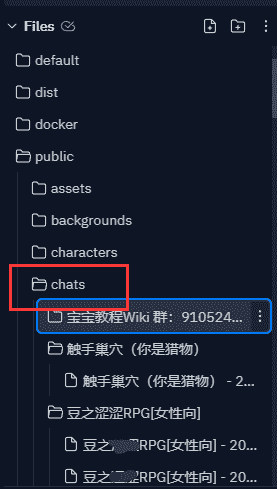 Files
default
dist
docker
public
assets
backgrounds
characters
chats
宝宝教程Wiki 群：910524...
触手巢穴（你是猎物）
触手巢穴（你是猎物） - 2...
豆之涩涩RPG[女性向]
豆之 RPG[女性向] - 20...
豆之 RPG[女性向] - 20...